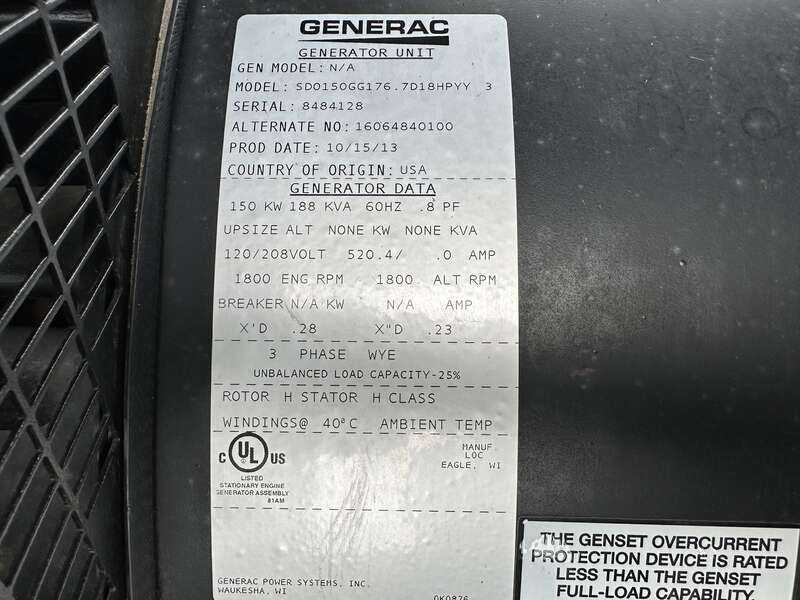 GENERAC
GENERATOR UNIT
GEN MODEL: N/A
MODEL: SD0150GG176.7D18HPYY 3
SERIAL: 8484128
ALTERNATE NO: 16064840100
PROD DATE: 10/15/13
COUNTRY OF ORIGIN: USA
GENERATOR DATA
150 KW 188 KVA 60HZ .8 PF
UPSIZE ALT NONE KW NONE KVA
120/208VOLT 520.4/ .0 AMP
1800 ENG RPM 1800 ALT RPM
BREAKER N/A KW N/A AMP
X'D .28 X"D .23
3 PHASE WYE
UNBALANCED LOAD CAPACITY-25%
ROTOR H STATOR H CLASS
WINDINGS@ 40°C AMBIENT TEMP
C UL US
LISTED
STATIONARY ENGINE
GENERATOR ASSEMBLY
81AM
MANUF
LOC
EAGLE, WI
GENERAC POWER SYSTEMS, INC.
WAUKESHA, WI
0K0876
THE GENSET OVERCURRENT
PROTECTION DEVICE IS RATED
LESS THAN THE GENSET
FULL-LOAD CAPABILITY.